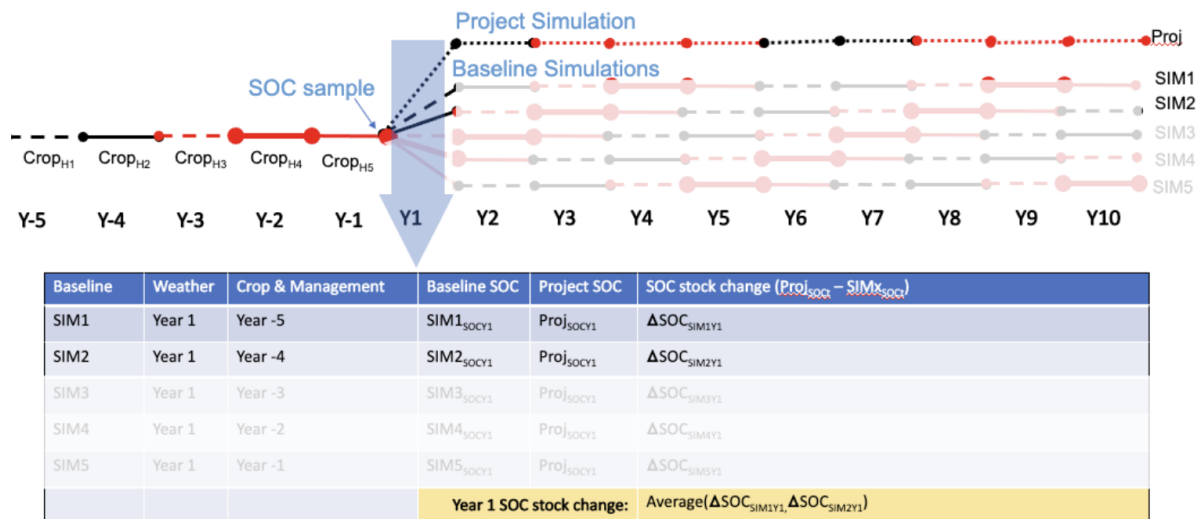 Project Simulation
Proj
Baseline Simulations
SIM1
SOC sample
SIM2
SIM3
SIM4
SIM5
CropH1 CropH2 CropH3 CropH4 CropH5
Y-5 Y-4 Y-3 Y-2 Y-1 Y1 Y2 Y3 Y4 Y5 Y6 Y7 Y8 Y9 Y10
Baseline Weather Crop & Management Baseline SOC Project SOC SOC stock change (ProjSOCt – SIMxSOCt)
SIM1 Year 1 Year -5 SIM1SOCY1 ProjSOCY1 ΔSOCSIM1Y1
SIM2 Year 1 Year -4 SIM2SOCY1 ProjSOCY1 ΔSOCSIM2Y1
SIM3 Year 1 Year -3 SIM3SOCY1 ProjSOCY1 ΔSOCSIM3Y1
SIM4 Year 1 Year -2 SIM4SOCY1 ProjSOCY1 ΔSOCSIM4Y1
SIM5 Year 1 Year -1 SIM5SOCY1 ProjSOCY1 ΔSOCSIM5Y1
Year 1 SOC stock change: Average(ΔSOCSIM1Y1,ΔSOCSIM2Y1)